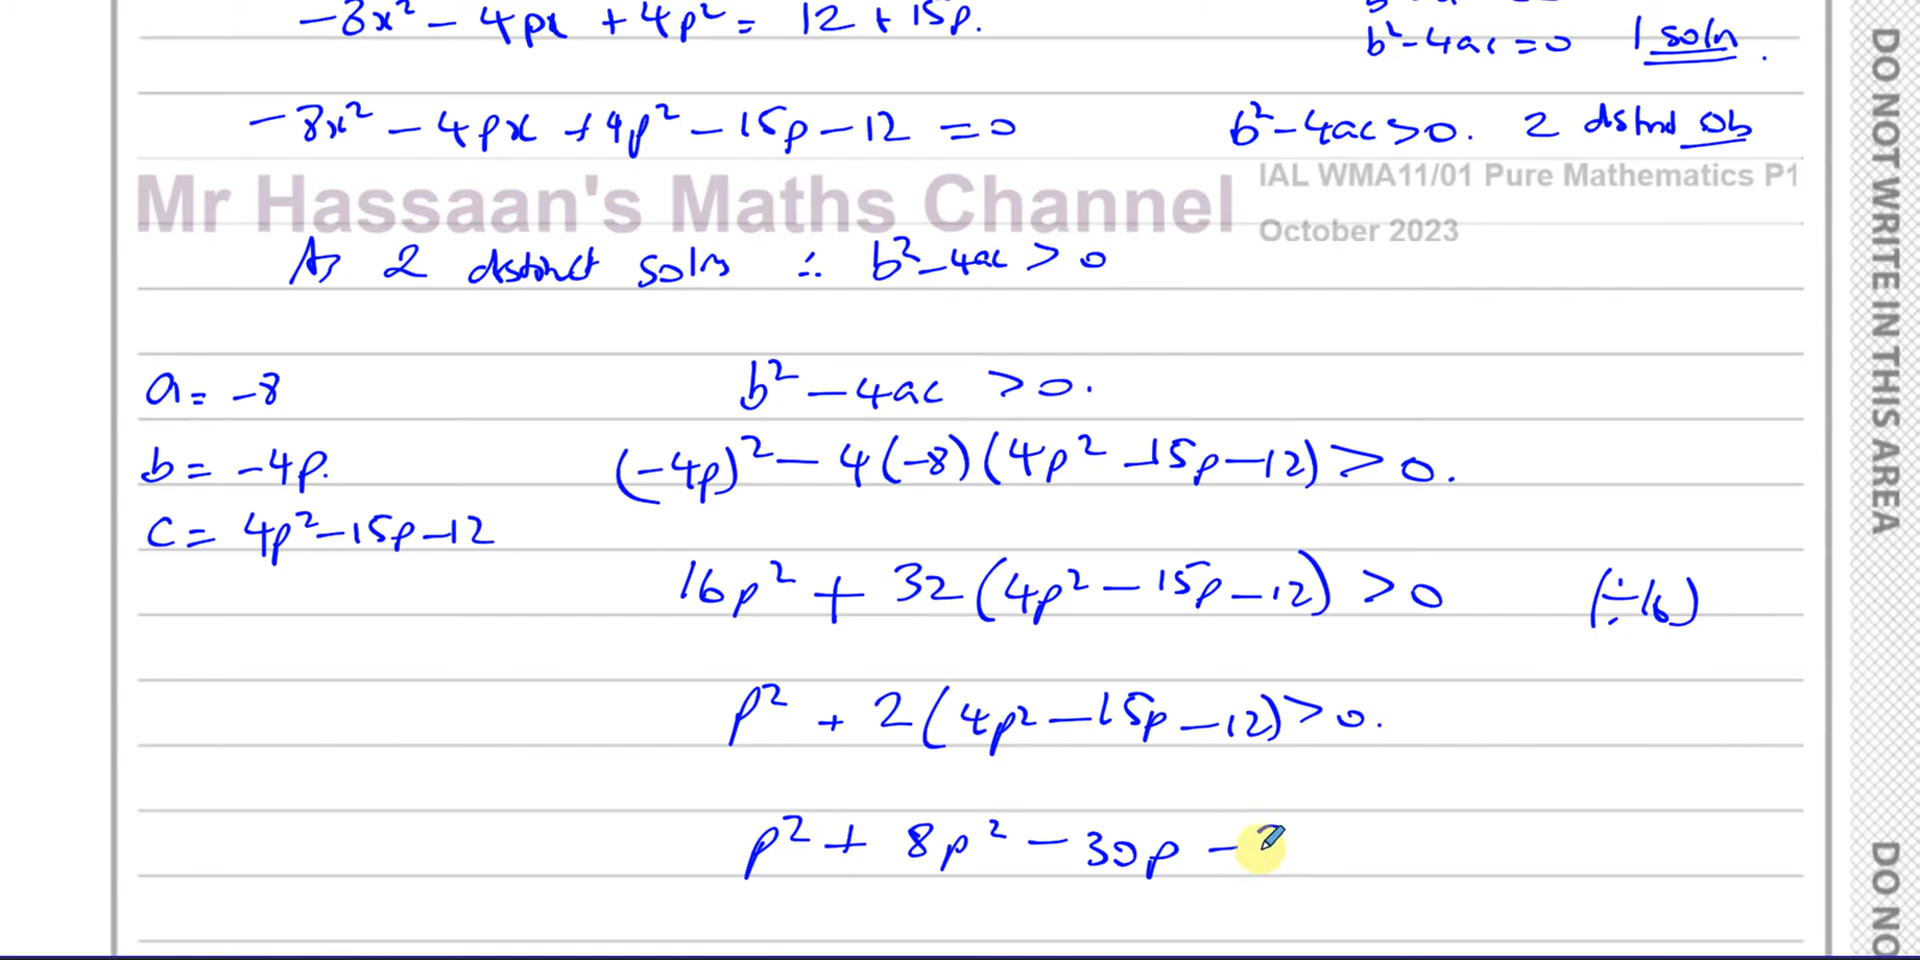 -8x² - 4px + 4p² = 12 + 15p.
b²-4ac = 0 1 soln.
-8x² - 4px + 4p² - 15p - 12 = 0
b²-4ac > 0. 2 distinct
Mr Hassaan's Maths Channel
IAL WMA11/01 Pure Mathematics P1
October 2023
As 2 distinct solns ∴ b²-4ac > 0
a = -8
b² - 4ac > 0.
b = -4p.
(-4p)² - 4(-8)(4p² - 15p - 12) > 0.
c = 4p² - 15p - 12
16p² + 32(4p² - 15p - 12) > 0 (÷16)
p² + 2(4p² - 15p - 12) > 0.
p² + 8p² - 30p - 2
DO NOT WRITE IN THIS AREA
DO NO